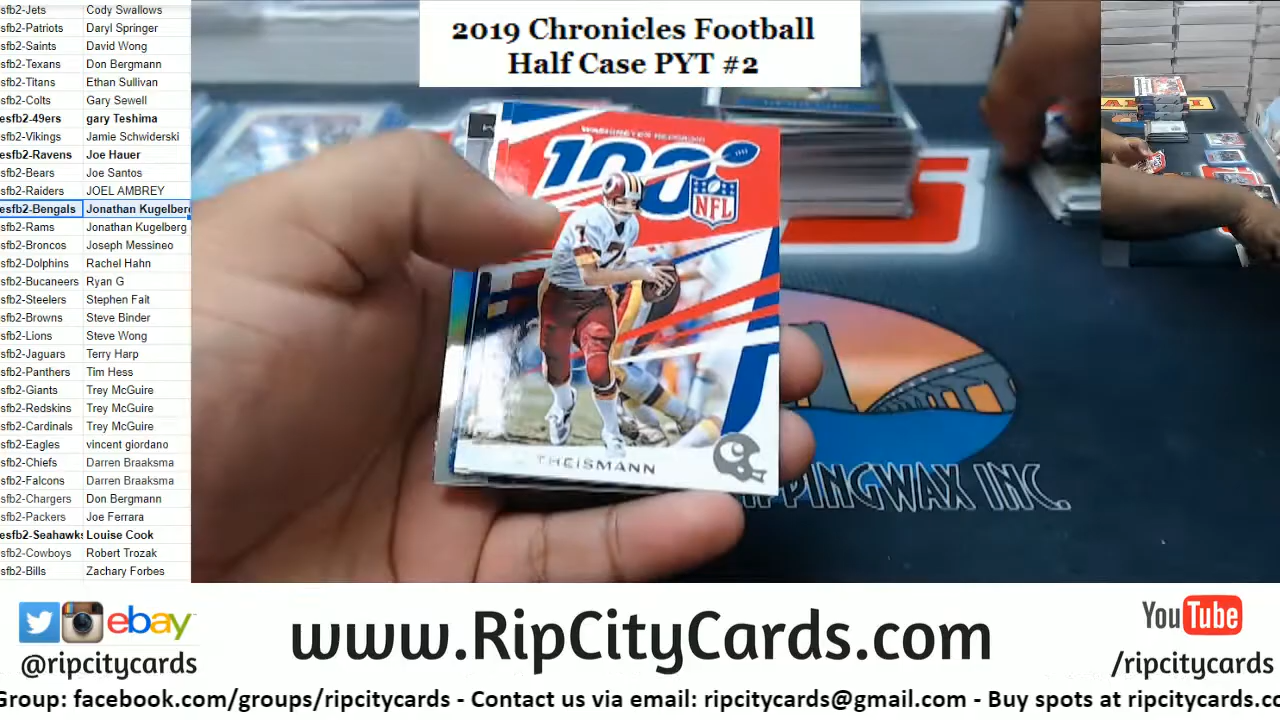 2019 Chronicles Football
Half Case PYT #2
sfb2-Jets Cody Swallows
sfb2-Patriots Daryl Springer
sfb2-Saints David Wong
sfb2-Texans Don Bergmann
sfb2-Titans Ethan Sullivan
sfb2-Colts Gary Sewell
esfb2-49ers gary Teshima
sfb2-Vikings Jamie Schwiderski
esfb2-Ravens Joe Hauer
sfb2-Bears Joe Santos
sfb2-Raiders JOEL AMBREY
esfb2-Bengals Jonathan Kugelberg
sfb2-Rams Jonathan Kugelberg
sfb2-Broncos Joseph Messineo
sfb2-Dolphins Rachel Hahn
sfb2-Bucaneers Ryan G
sfb2-Steelers Stephen Falt
sfb2-Browns Steve Binder
sfb2-Lions Steve Wong
sfb2-Jaguars Terry Harp
sfb2-Panthers Tim Hess
sfb2-Giants Trey McGuire
sfb2-Redskins Trey McGuire
sfb2-Cardinals Trey McGuire
sfb2-Eagles vincent giordano
sfb2-Chiefs Darren Braaksma
sfb2-Falcons Darren Braaksma
sfb2-Chargers Don Bergmann
sfb2-Packers Joe Ferrara
esfb2-Seahawks Louise Cook
sfb2-Cowboys Robert Trozak
sfb2-Bills Zachary Forbes
WASHINGTON REDSKINS
100
NFL
7
THEISMANN
PPINGWAX INC.
ebay
@ripcitycards
www.RipCityCards.com
YouTube
/ripcitycards
Group: facebook.com/groups/ripcitycards - Contact us via email: ripcitycards@gmail.com - Buy spots at ripcitycards.co